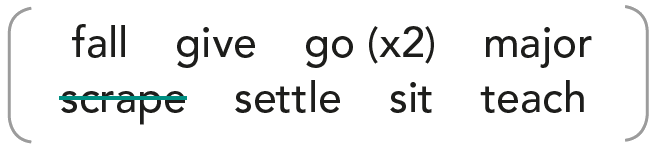 fall give go (x2) major
scrape settle sit teach